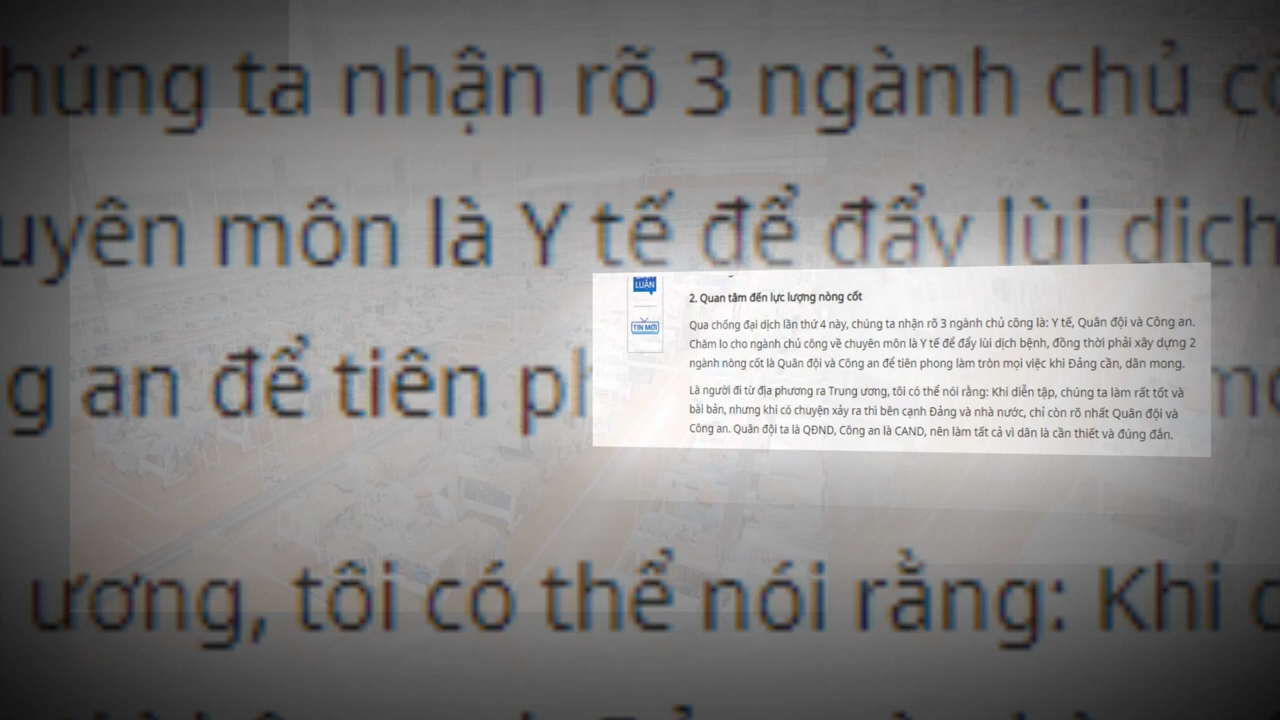 húng ta nhận rõ 3 ngành chủ cô
uyên môn là Y tế để đẩy lùi dịch
g an để tiên ph
ương, tôi có thể nói rằng: Khi d
LUẬN
TIN MỚI
2. Quan tâm đến lực lượng nòng cốt
Qua chống đại dịch lần thứ 4 này, chúng ta nhận rõ 3 ngành chủ công là: Y tế, Quân đội và Công an.
Chăm lo cho ngành chủ công về chuyên môn là Y tế để đẩy lùi dịch bệnh, đồng thời phải xây dựng 2
ngành nòng cốt là Quân đội và Công an để tiên phong làm tròn mọi việc khi Đảng cần, dân mong.
Là người đi từ địa phương ra Trung ương, tôi có thể nói rằng: Khi diễn tập, chúng ta làm rất tốt và
bài bản, nhưng khi có chuyện xảy ra thì bên cạnh Đảng và nhà nước, chỉ còn rõ nhất Quân đội và
Công an. Quân đội ta là QĐND, Công an là CAND, nên làm tất cả vì dân là cần thiết và đúng đắn.